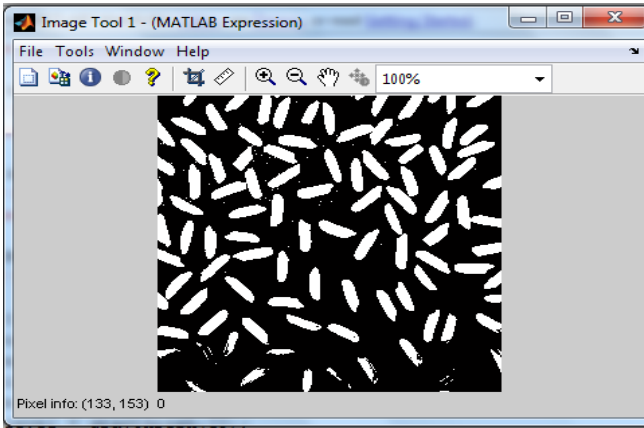 Image Tool 1 - (MATLAB Expression)
File Tools Window Help
100%
Pixel info: (133, 153) 0